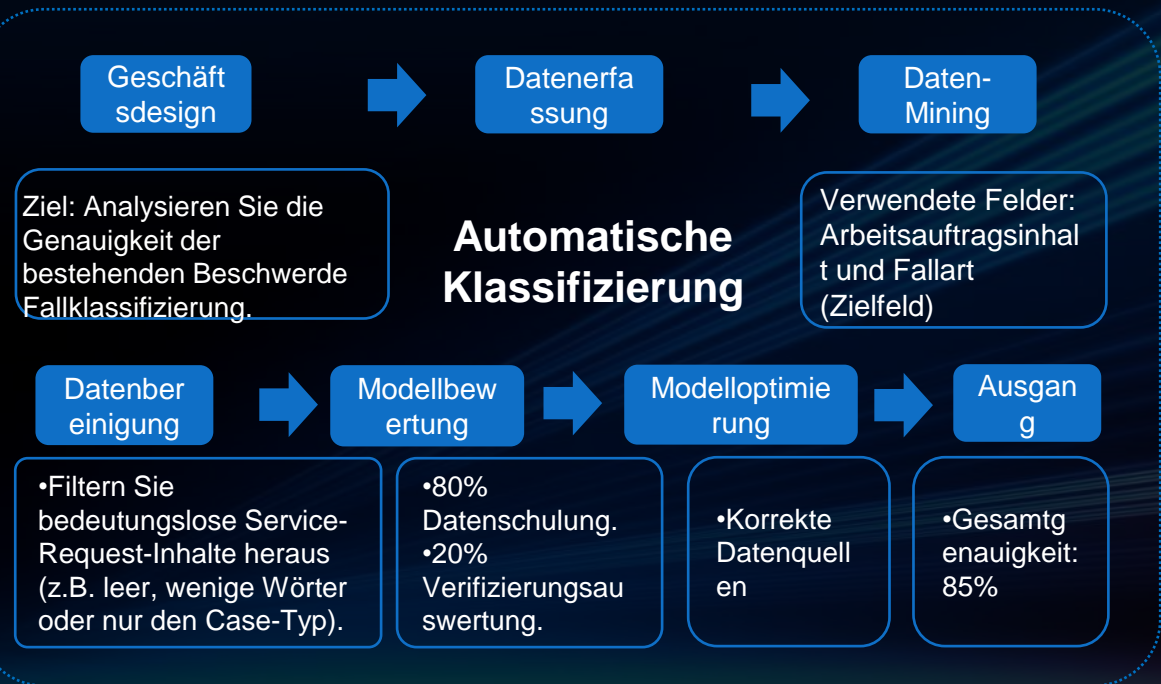 Geschäft
sdesign
Datenerfa
ssung
Daten-
Mining
Ziel: Analysieren Sie die
Genauigkeit der
bestehenden Beschwerde
Fallklassifizierung.
Automatische
Klassifizierung
Verwendete Felder:
Arbeitsauftragsinhal
t und Fallart
(Zielfeld)
Datenber
einigung
Modellbew
ertung
Modelloptimie
rung
Ausgan
g
•Filtern Sie
bedeutungslose Service-
Request-Inhalte heraus
(z.B. leer, wenige Wörter
oder nur den Case-Typ).
•80%
Datenschulung.
•20%
Verifizierungsau
swertung.
•Korrekte
Datenquell
en
•Gesamtg
enauigkeit:
85%